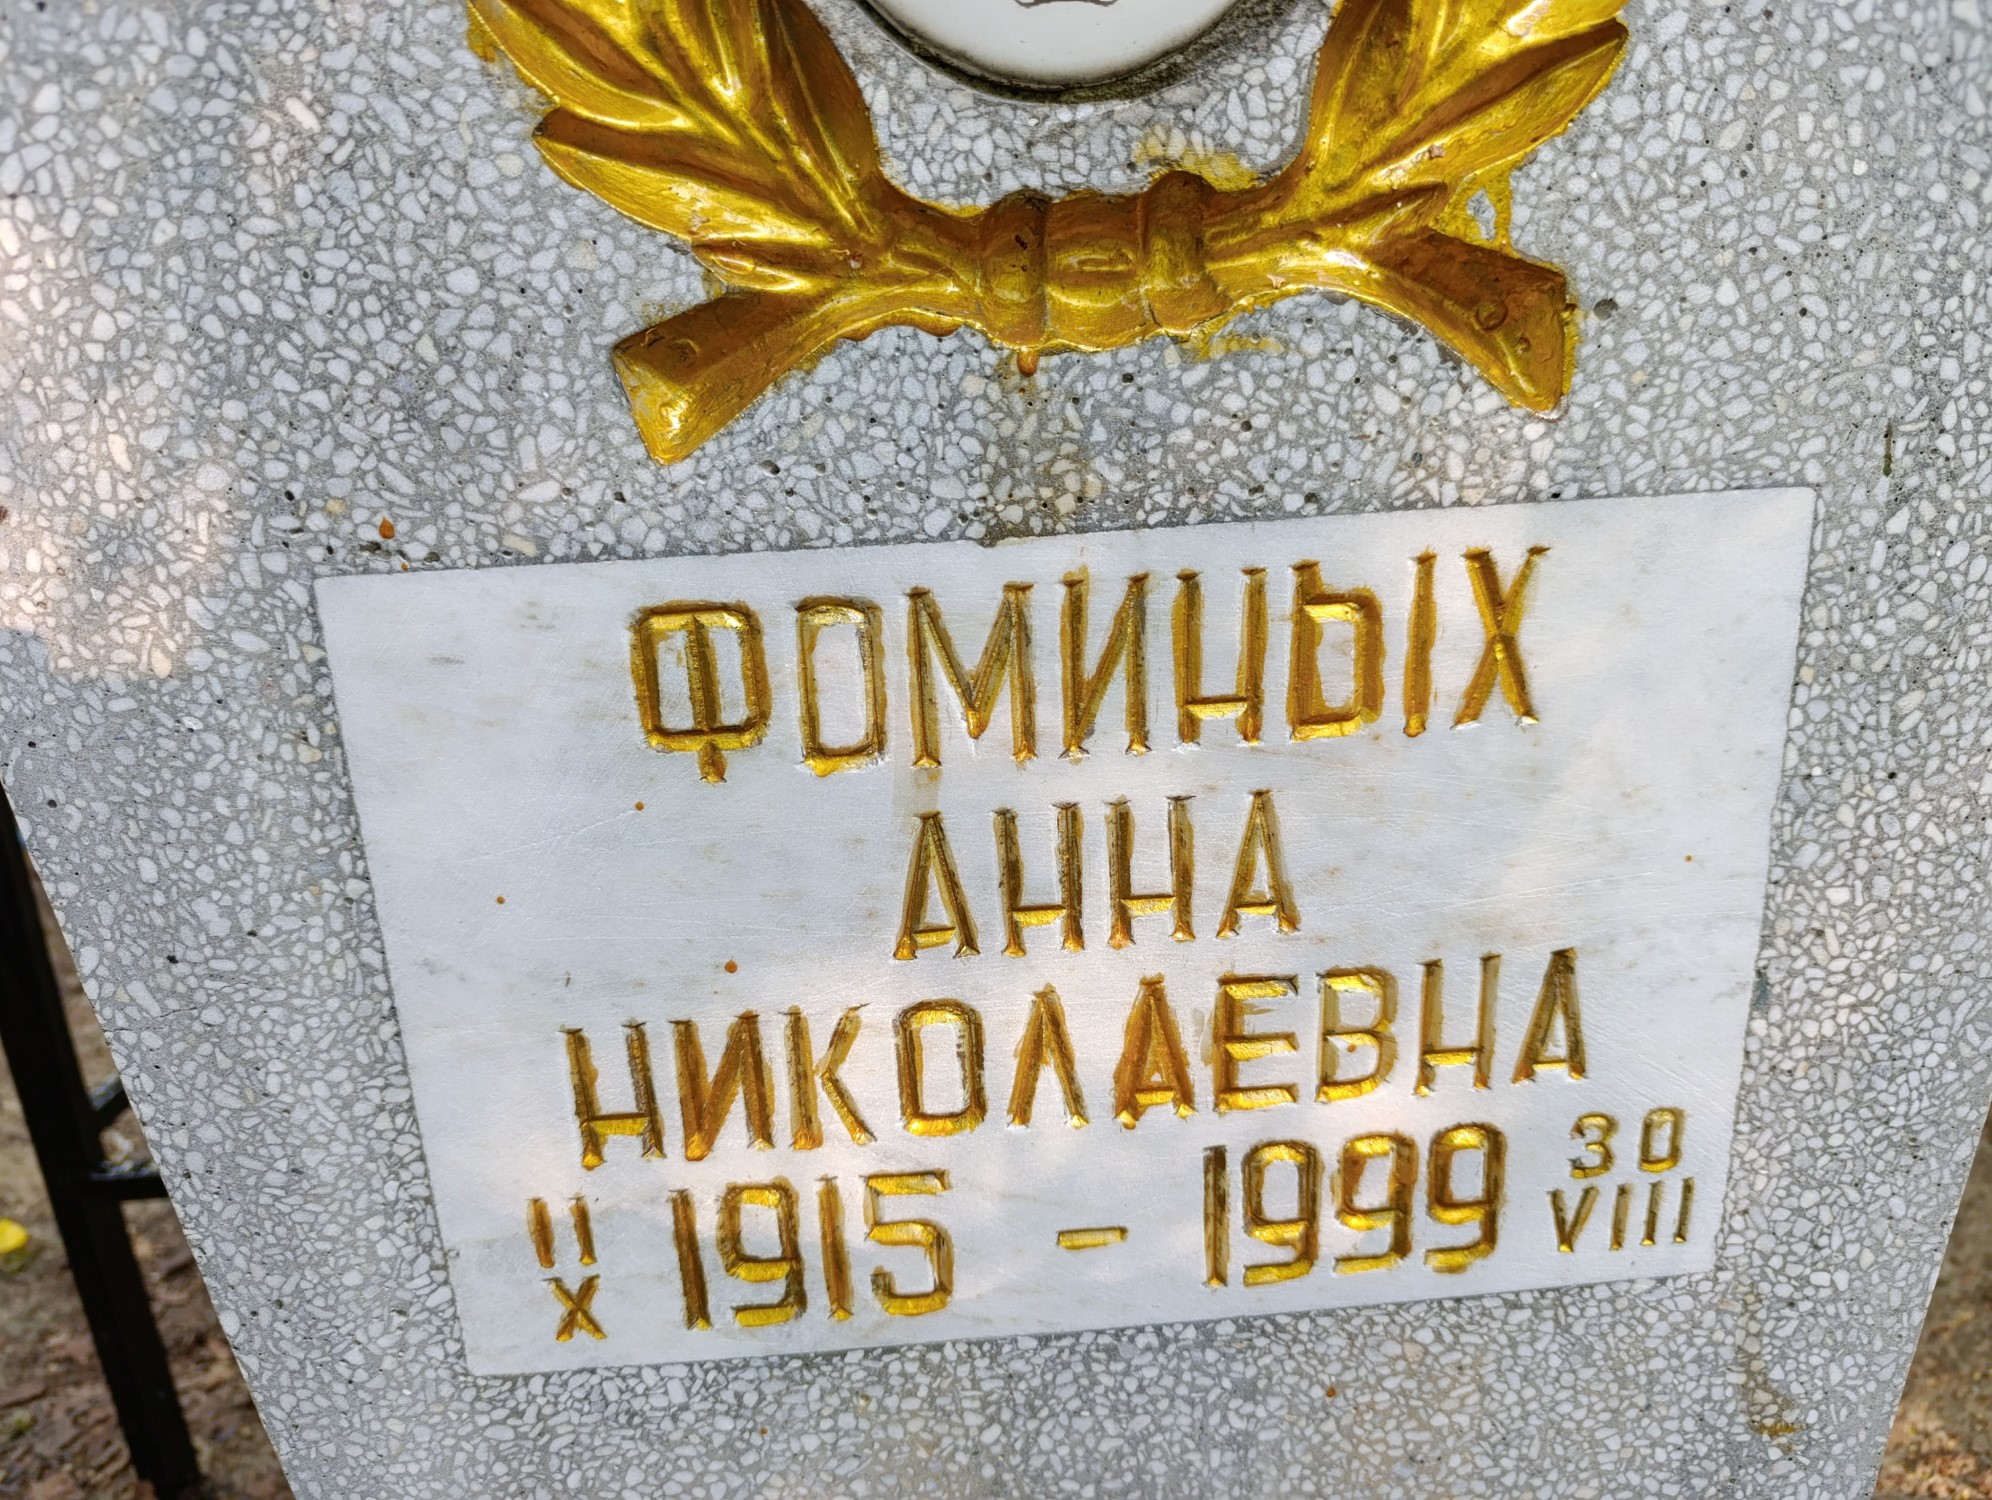 ФОМИНЫХ
АННА
НИКОЛАЕВНА
11 X 1915 - 1999 30 VIII